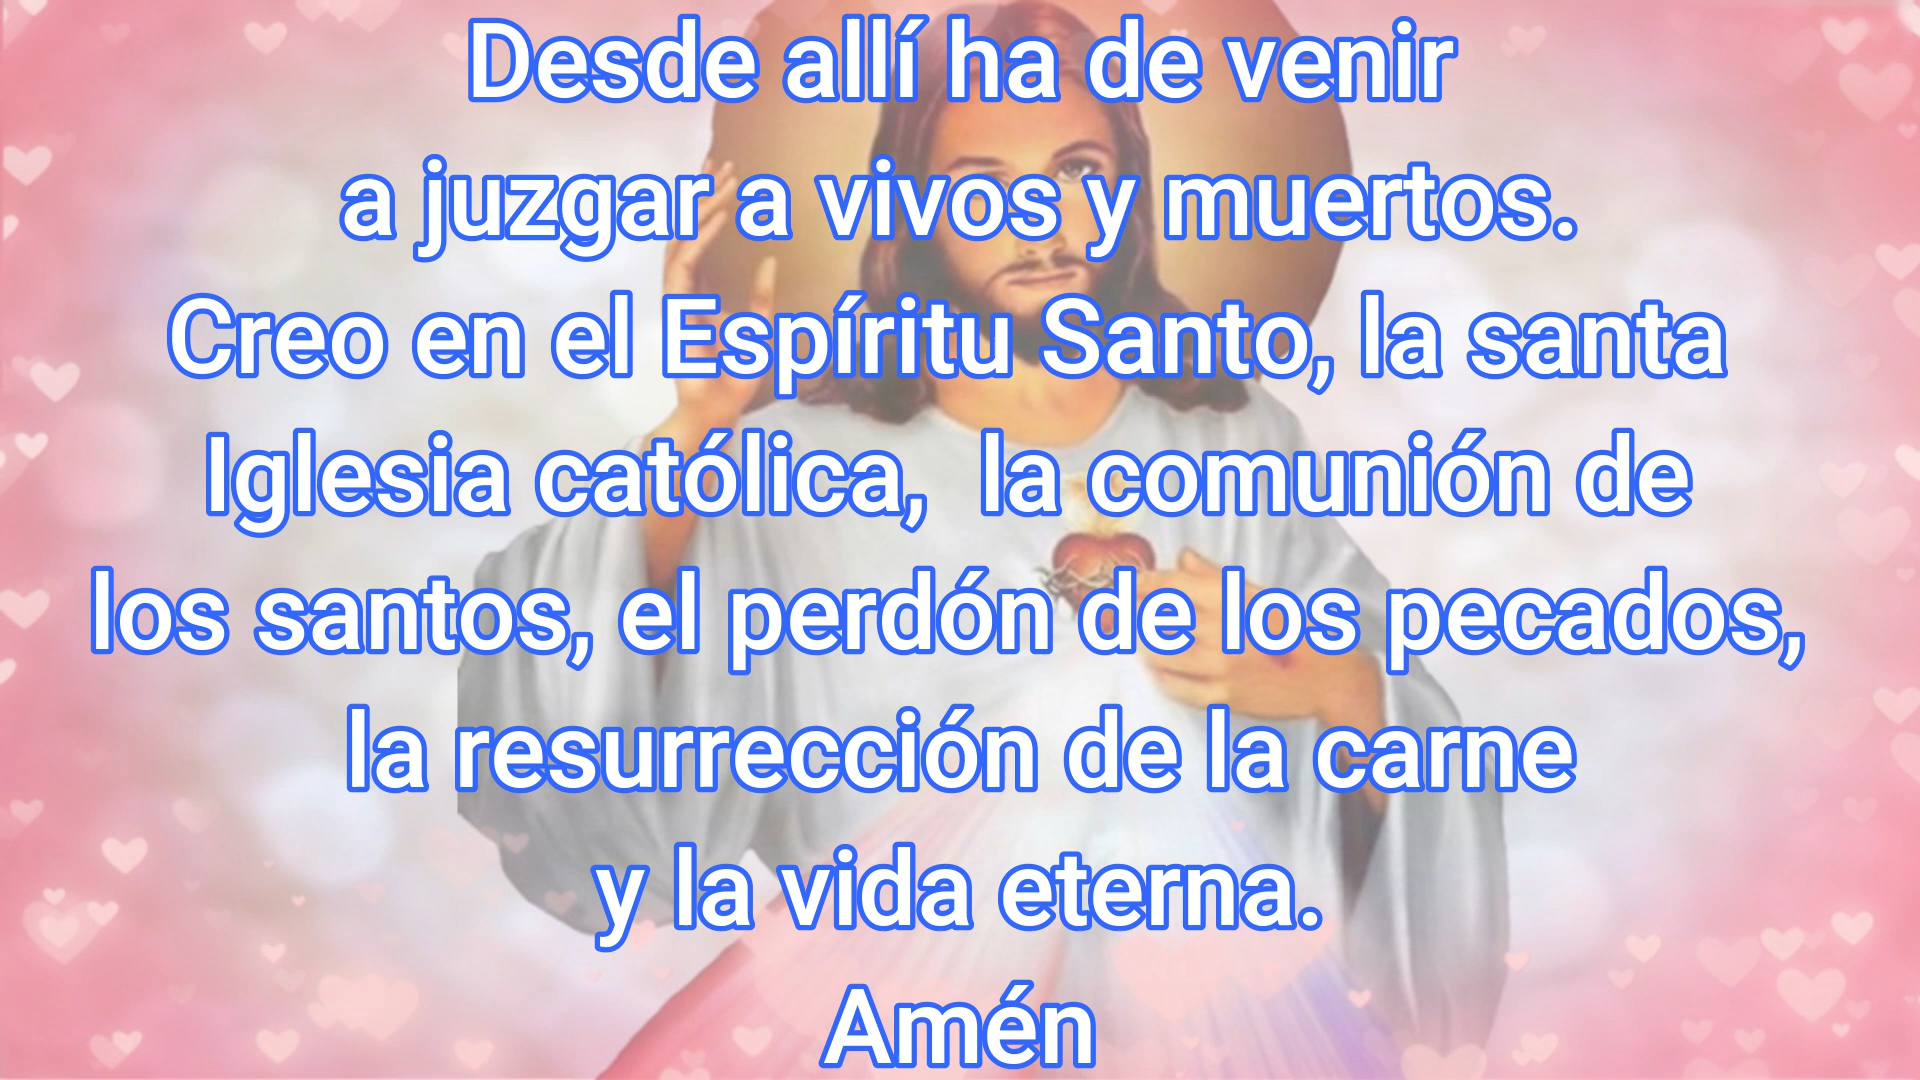 Desde allí ha de venir
a juzgar a vivos y muertos.
Creo en el Espíritu Santo, la santa
Iglesia católica,  la comunión de
los santos, el perdón de los pecados,
la resurrección de la carne
y la vida eterna.
Amén